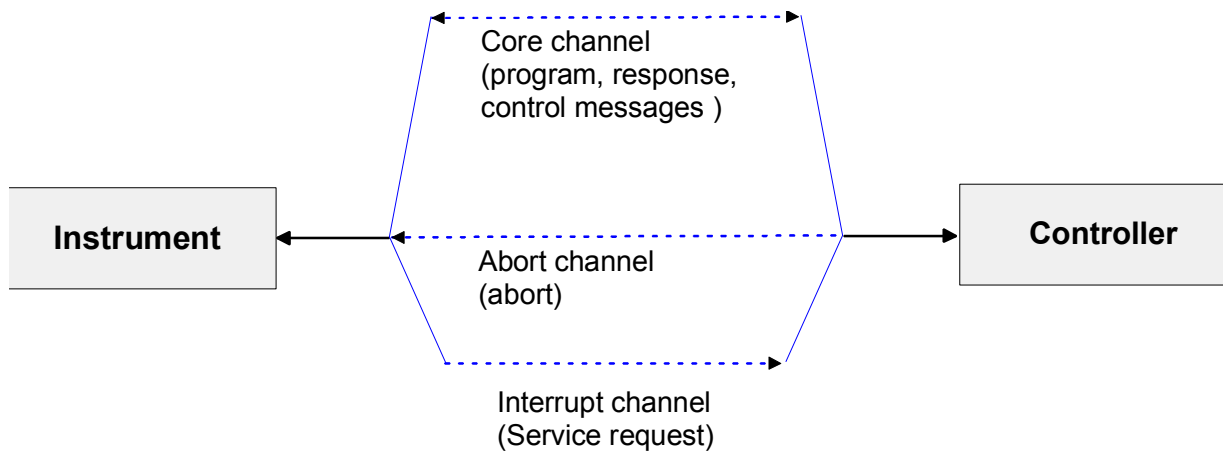 Core channel
(program, response,
control messages )
Instrument
Controller
Abort channel
(abort)
Interrupt channel
(Service request)